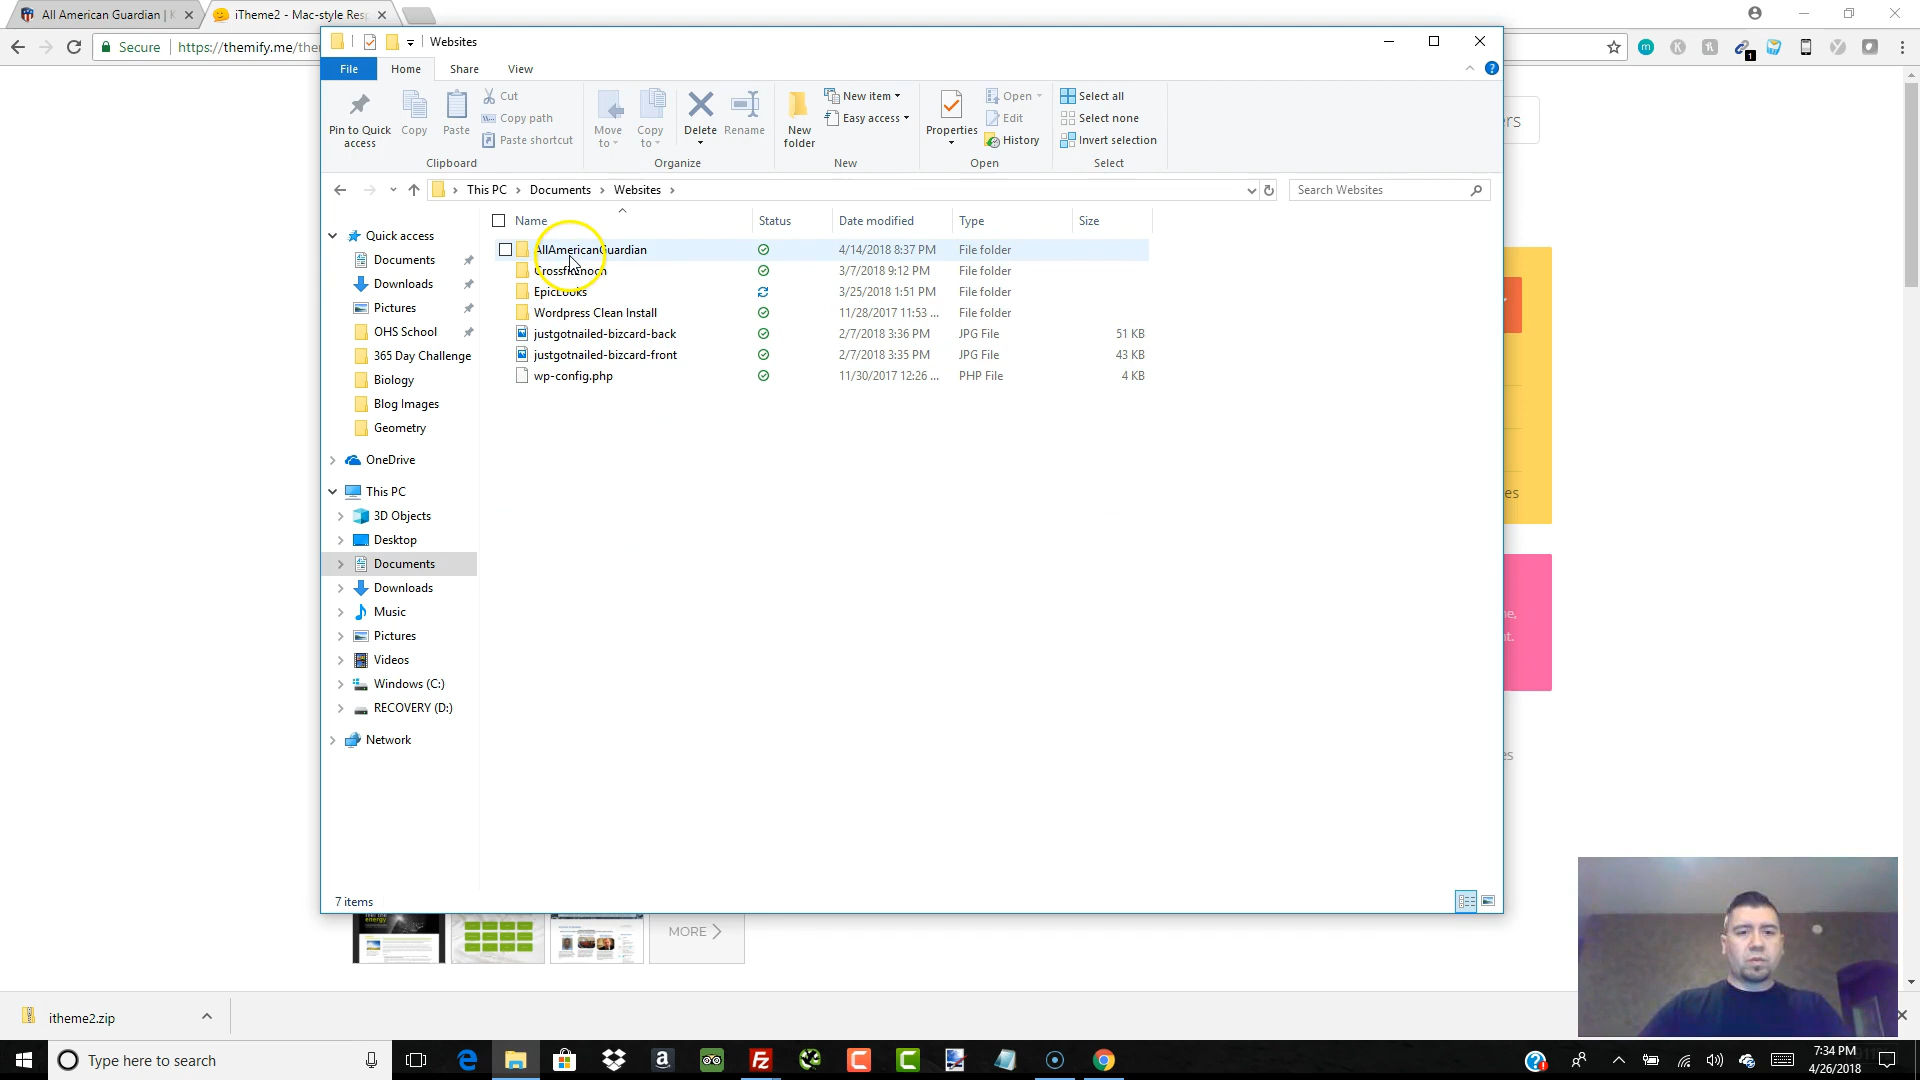 All American Guardian |
iTheme2 - Mac-style Resp
Secure
https://themify.me/the
Websites
File
Home
Share
View
Pin to Quick access
Copy
Paste
Cut
Copy path
Paste shortcut
Move to
Copy to
Delete
Rename
New folder
New item
Easy access
Properties
Open
Edit
History
Select all
Select none
Invert selection
Clipboard
Organize
New
Open
Select
This PC
Documents
Websites
Search Websites
Name
Status
Date modified
Type
Size
AllAmericanGuardian 4/14/2018 8:37 PM File folder
3/7/2018 9:12 PM File folder
EpicLooks 3/25/2018 1:51 PM File folder
Wordpress Clean Install 11/28/2017 11:53 ... File folder
justgotnailed-bizcard-back 2/7/2018 3:36 PM JPG File 51 KB
justgotnailed-bizcard-front 2/7/2018 3:35 PM JPG File 43 KB
wp-config.php 11/30/2017 12:26 ... PHP File 4 KB
Quick access
Documents
Downloads
Pictures
OHS School
365 Day Challenge
Biology
Blog Images
Geometry
OneDrive
This PC
3D Objects
Desktop
Documents
Downloads
Music
Pictures
Videos
Windows (C:)
RECOVERY (D:)
Network
7 items
MORE
itheme2.zip
Type here to search
7:34 PM
4/26/2018